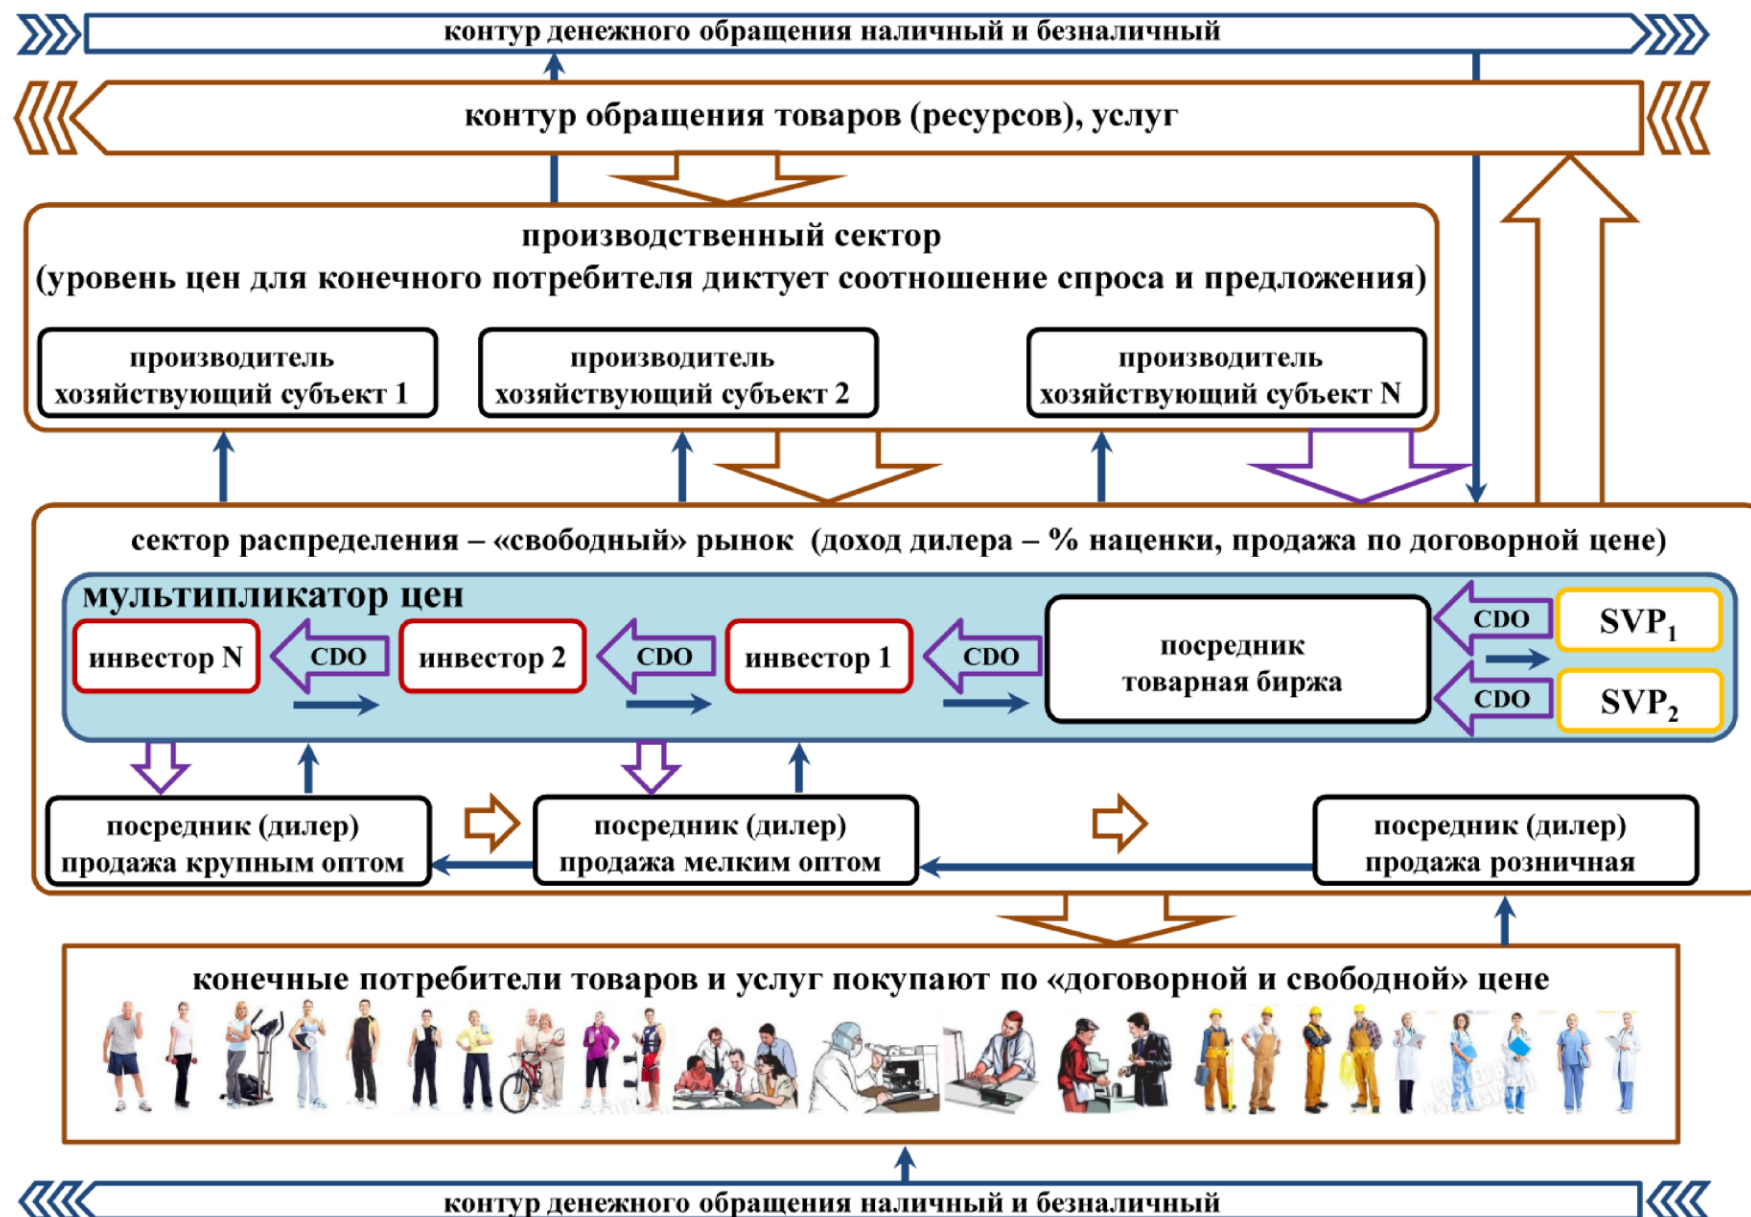 контур денежного обращения наличный и безналичный
контур обращения товаров (ресурсов), услуг
производственный сектор
(уровень цен для конечного потребителя диктует соотношение спроса и предложения)
производитель
хозяйствующий субъект 1
производитель
хозяйствующий субъект 2
производитель
хозяйствующий субъект N
сектор распределения – «свободный» рынок (доход дилера – % наценки, продажа по договорной цене)
мультипликатор цен
инвестор N
CDO
инвестор 2
CDO
инвестор 1
CDO
посредник
товарная биржа
CDO
SVP₁
CDO
SVP₂
посредник (дилер)
продажа крупным оптом
посредник (дилер)
продажа мелким оптом
посредник (дилер)
продажа розничная
конечные потребители товаров и услуг покупают по «договорной и свободной» цене
контур денежного обращения наличный и безналичный